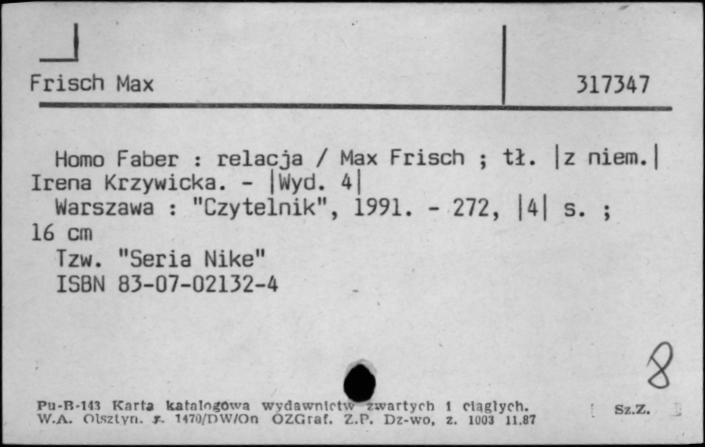 Frisch Max 317347
Homo Faber : relacja / Max Frisch ; tł. |z niem.|
Irena Krzywicka. - |Wyd. 4|
Warszawa : "Czytelnik", 1991. - 272, |4| s. ;
16 cm
Tzw. "Seria Nike"
ISBN 83-07-02132-4
8
Pu-B-143 Karta katalogowa wydawnictw zwartych i ciągłych.
W.A. Olsztyn. z. 1470/DW/On OZGraf. Z.P. Dz-wo, z. 1003 11.87
Sz.Z.